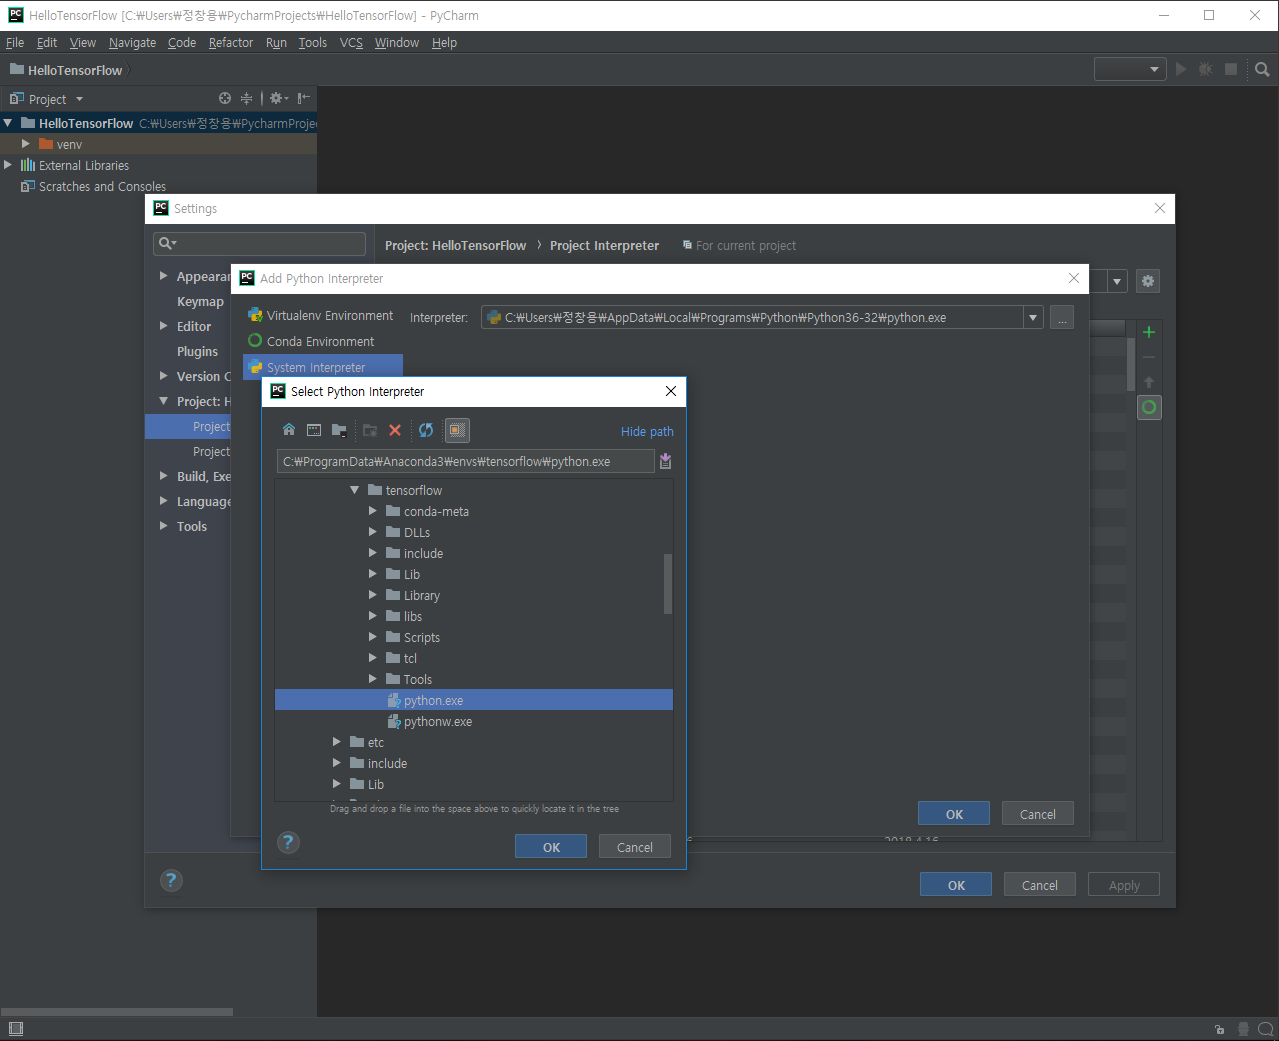 PC HelloTensorFlow [C:₩Users₩정창용₩PycharmProjects₩HelloTensorFlow] - PyCharm
File Edit View Navigate Code Refactor Run Tools VCS Window Help
HelloTensorFlow
Project
HelloTensorFlow C:₩Users₩정창용₩PycharmProjec
venv
External Libraries
Scratches and Consoles
PC Settings
Project: HelloTensorFlow › Project Interpreter For current project
Appearan
Keymap
Editor
Plugins
Version C
Project: H
Project
Project
Build, Exe
Language
Tools
PC Add Python Interpreter
Virtualenv Environment
Conda Environment
System Interpreter
Interpreter: C:₩Users₩정창용₩AppData₩Local₩Programs₩Python₩Python36-32₩python.exe ...
PC Select Python Interpreter
Hide path
C:₩ProgramData₩Anaconda3₩envs₩tensorflow₩python.exe
tensorflow
conda-meta
DLLs
include
Lib
Library
libs
Scripts
tcl
Tools
python.exe
pythonw.exe
etc
include
Lib
Drag and drop a file into the space above to quickly locate it in the tree
? OK Cancel
OK Cancel
2018.4.16
? OK Cancel Apply